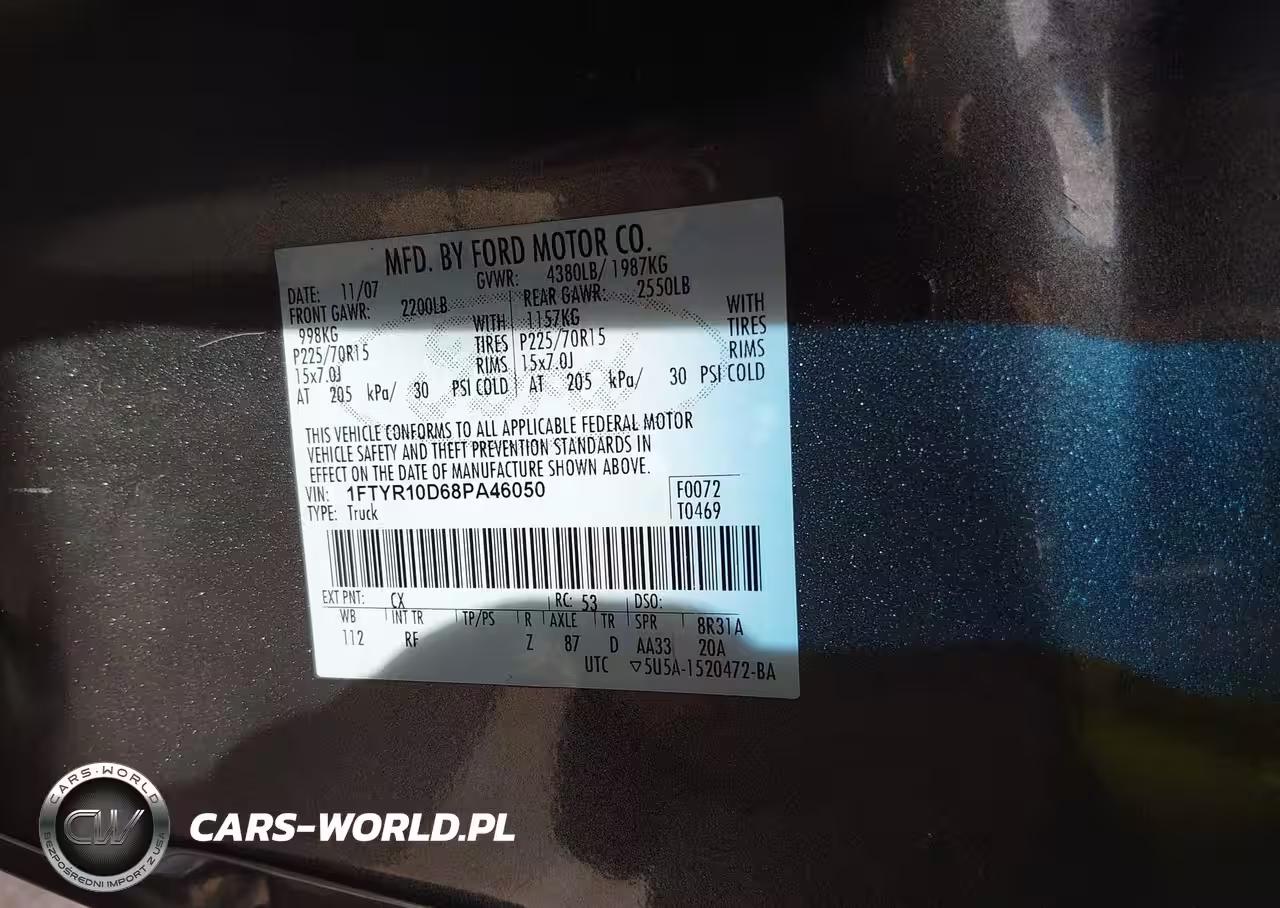 MFD. BY FORD MOTOR CO.
DATE: 11/07 GVWR: 4380LB/ 1987KG
FRONT GAWR: 2200LB REAR GAWR: 2550LB
998KG WITH 1157KG WITH
P225/70R15 TIRES P225/70R15 TIRES
15x7.0J RIMS 15x7.0J RIMS
AT 205 kPa/ 30 PSI COLD AT 205 kPa/ 30 PSI COLD
THIS VEHICLE CONFORMS TO ALL APPLICABLE FEDERAL MOTOR
VEHICLE SAFETY AND THEFT PREVENTION STANDARDS IN
EFFECT ON THE DATE OF MANUFACTURE SHOWN ABOVE.
VIN: 1FTYR10D68PA46050 F0072
TYPE: Truck T0469
EXT PNT: CX RC: 53 DSO:
WB INT TR TP/PS R AXLE TR SPR 8R31A
112 RF Z 87 D AA33 20A
UTC ▽5U5A-1520472-BA
CARS-WORLD
CW
BEZPOŚREDNI IMPORT Z USA
CARS-WORLD.PL